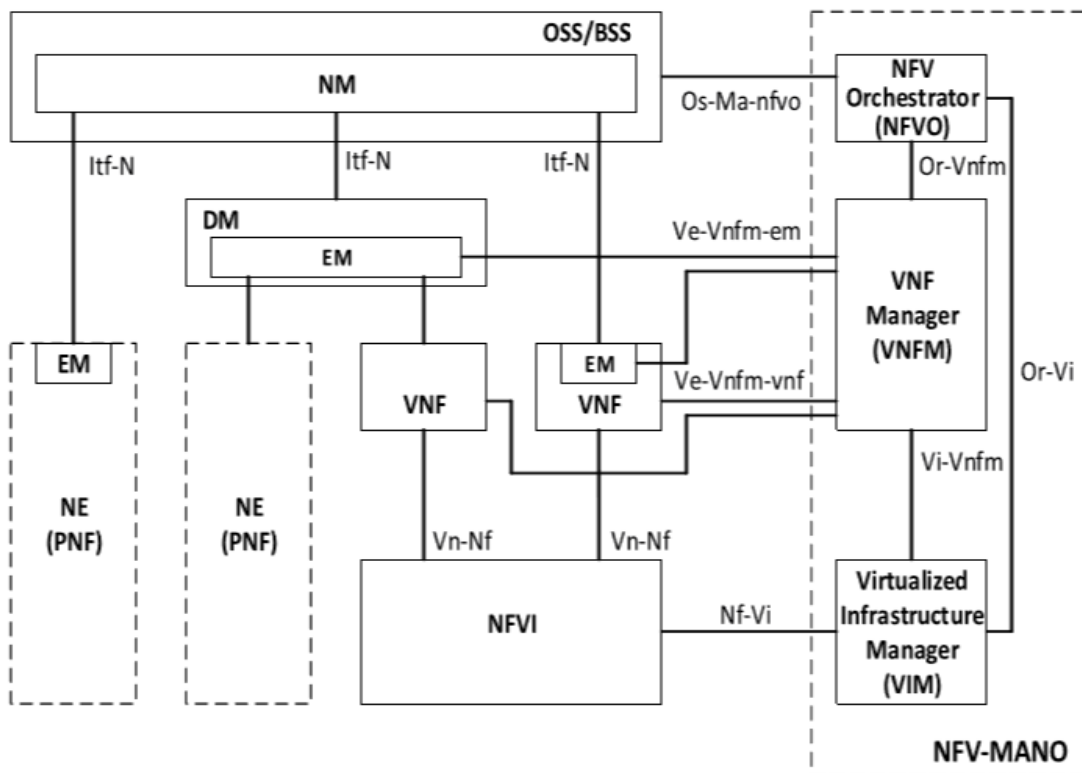 OSS/BSS
NM
NFV
Orchestrator
(NFVO)
Os-Ma-nfvo
Itf-N
Itf-N
Itf-N
Or-Vnfm
DM
EM
Ve-Vnfm-em
VNF
Manager
(VNFM)
EM
EM
VNF
VNF
Ve-Vnfm-vnf
Or-Vi
Vi-Vnfm
NE
(PNF)
NE
(PNF)
Vn-Nf
Vn-Nf
NFVI
Nf-Vi
Virtualized
Infrastructure
Manager
(VIM)
NFV-MANO